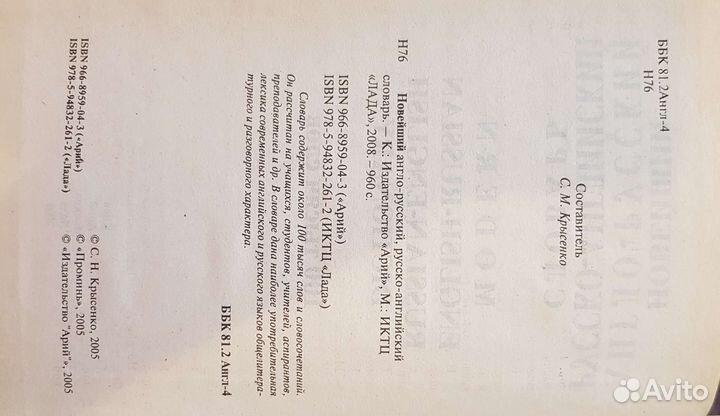 ББК 81.2Англ-4
Н76
Составитель
С. М. Крысенко
Н76
Новейший англо-русский, русско-английский
словарь. — К.: Издательство «Арий», М.: ИКТЦ
«ЛАДА», 2008. – 960 с.
ISBN 966-8959-04-3 («Арий»)
ISBN 978-5-94832-261-2 (ИКТЦ «Лада»)
Словарь содержит около 100 тысяч слов и словосочетаний.
Он рассчитан на учащихся, студентов, учителей, аспирантов,
преподавателей и др. В словаре дана наиболее употребительная
лексика современных английского и русского языков общелитера-
турного и разговорного характера.
ББК 81.2 Англ-4
© С. Н. Крысенко, 2005
© «Проминь», 2005
© «Издательство "Арий"», 2005
ISBN 966-8959-04-3 («Арий»)
ISBN 978-5-94832-261-2 («Лада»)
Avito